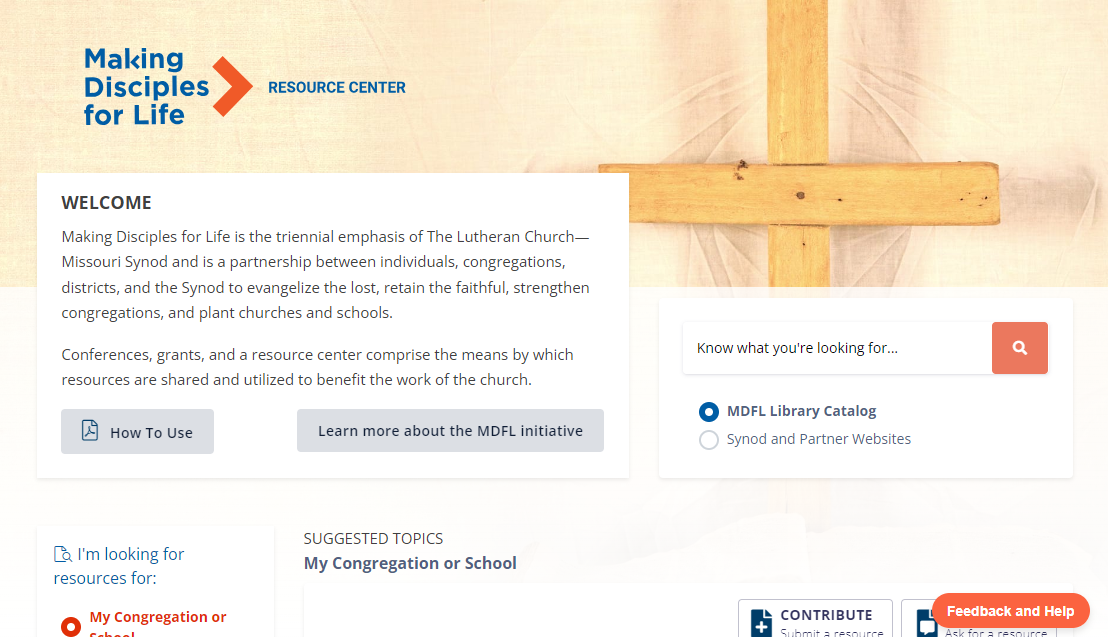 Making
Disciples
for Life
RESOURCE CENTER
WELCOME
Making Disciples for Life is the triennial emphasis of The Lutheran Church—
Missouri Synod and is a partnership between individuals, congregations,
districts, and the Synod to evangelize the lost, retain the faithful, strengthen
congregations, and plant churches and schools.
Conferences, grants, and a resource center comprise the means by which
resources are shared and utilized to benefit the work of the church.
How To Use
Learn more about the MDFL initiative
Know what you're looking for...
MDFL Library Catalog
Synod and Partner Websites
I'm looking for
resources for:
My Congregation or
School
SUGGESTED TOPICS
My Congregation or School
CONTRIBUTE
Submit a resource
Ask for a resource
Feedback and Help